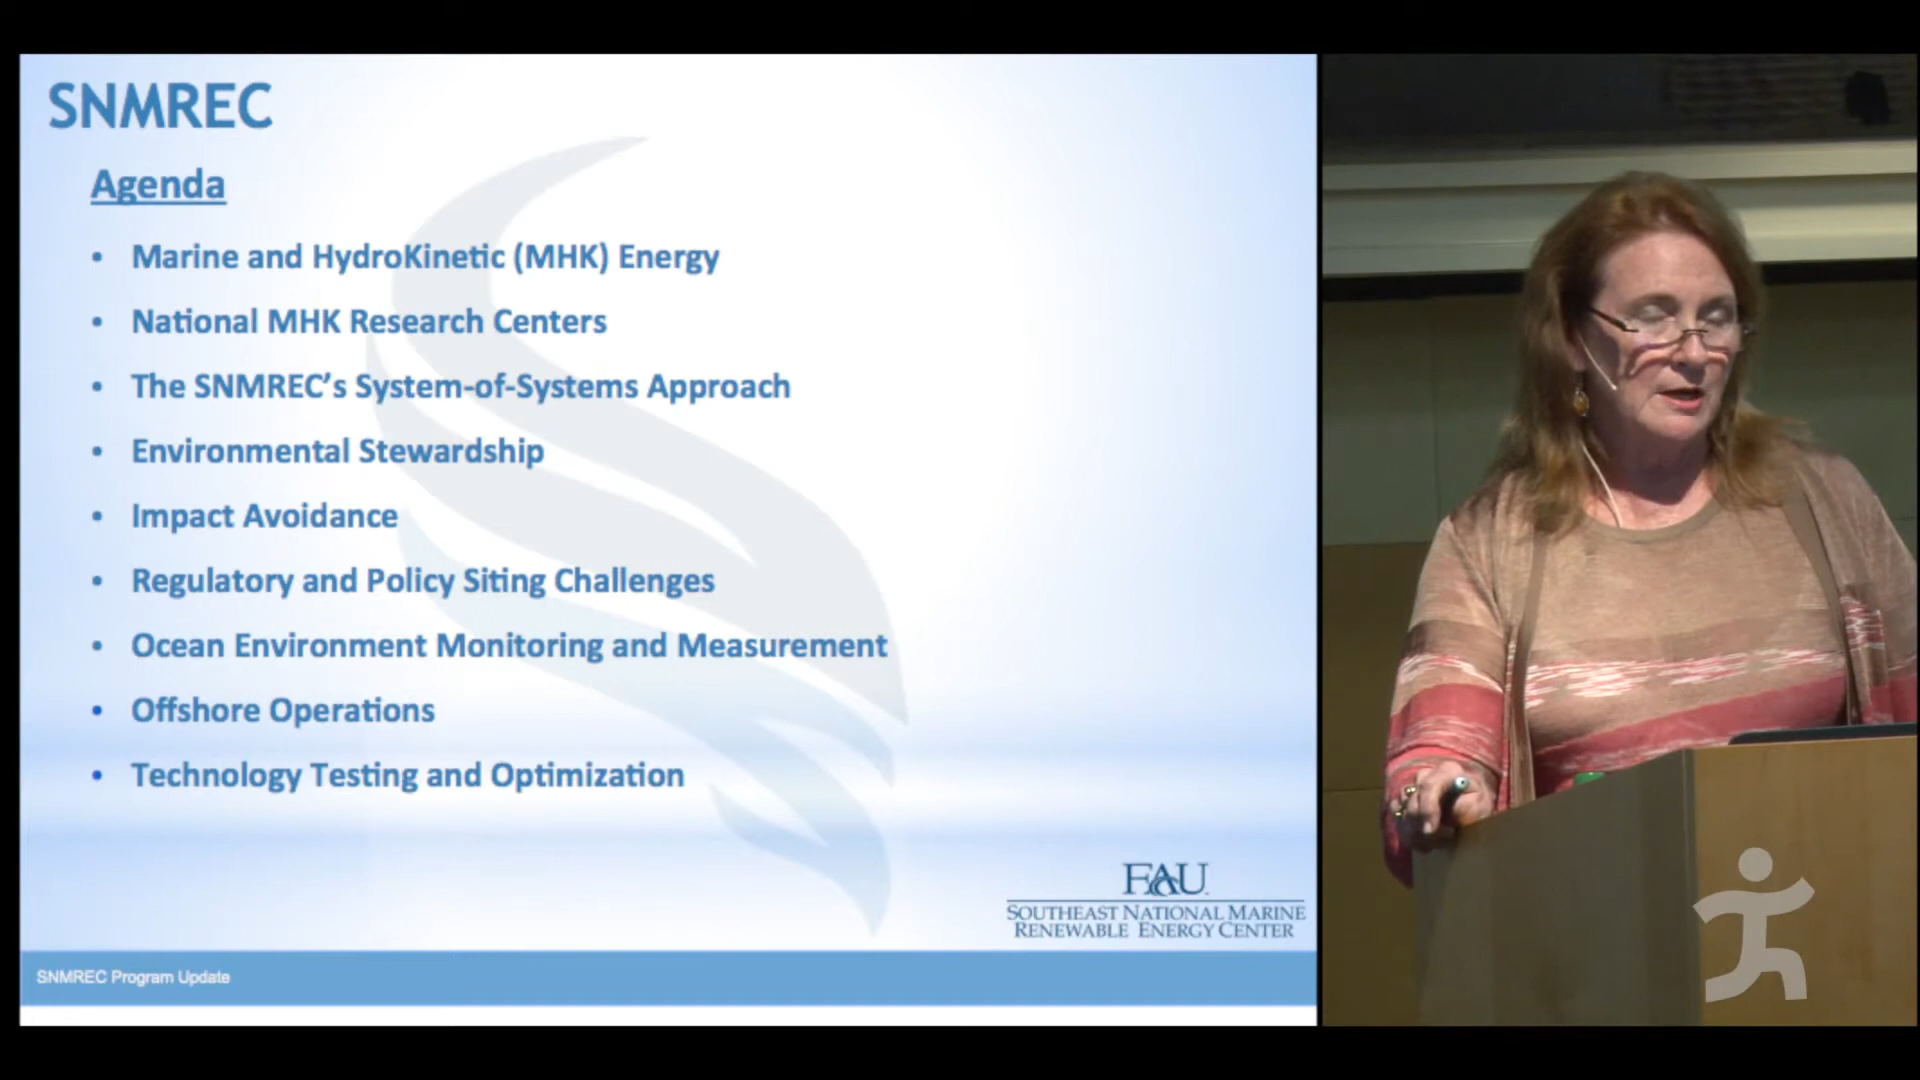 SNMREC
Agenda
• Marine and HydroKinetic (MHK) Energy
• National MHK Research Centers
• The SNMREC's System-of-Systems Approach
• Environmental Stewardship
• Impact Avoidance
• Regulatory and Policy Siting Challenges
• Ocean Environment Monitoring and Measurement
• Offshore Operations
• Technology Testing and Optimization
FAU
SOUTHEAST NATIONAL MARINE
RENEWABLE ENERGY CENTER
SNMREC Program Update